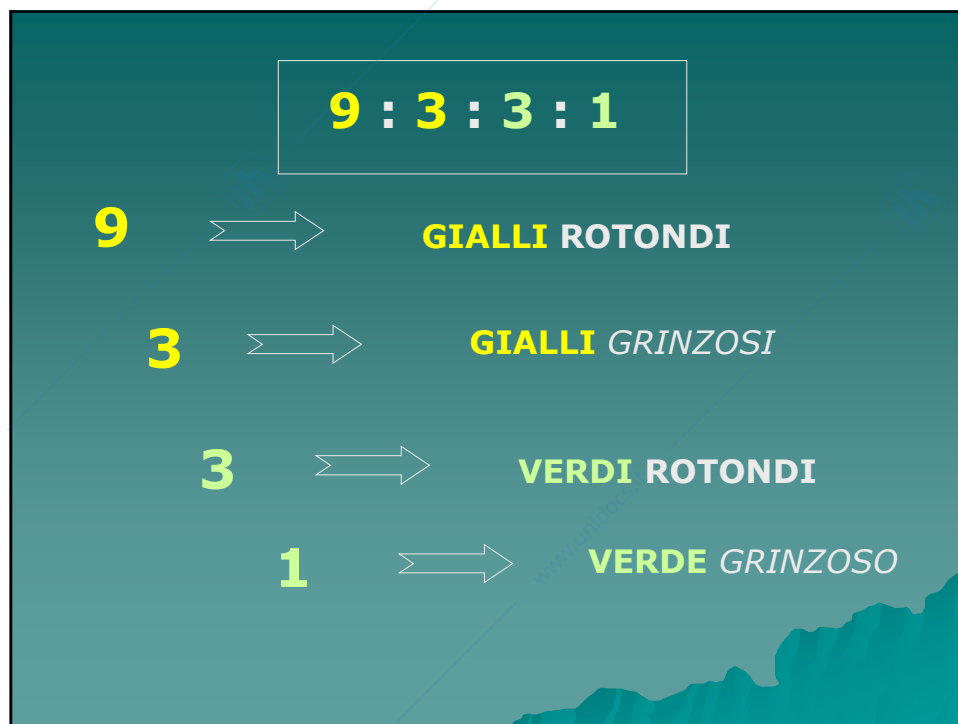 9 : 3 : 3 : 1
9 GIALLI ROTONDI
3 GIALLI GRINZOSI
3 VERDI ROTONDI
1 VERDE GRINZOSO